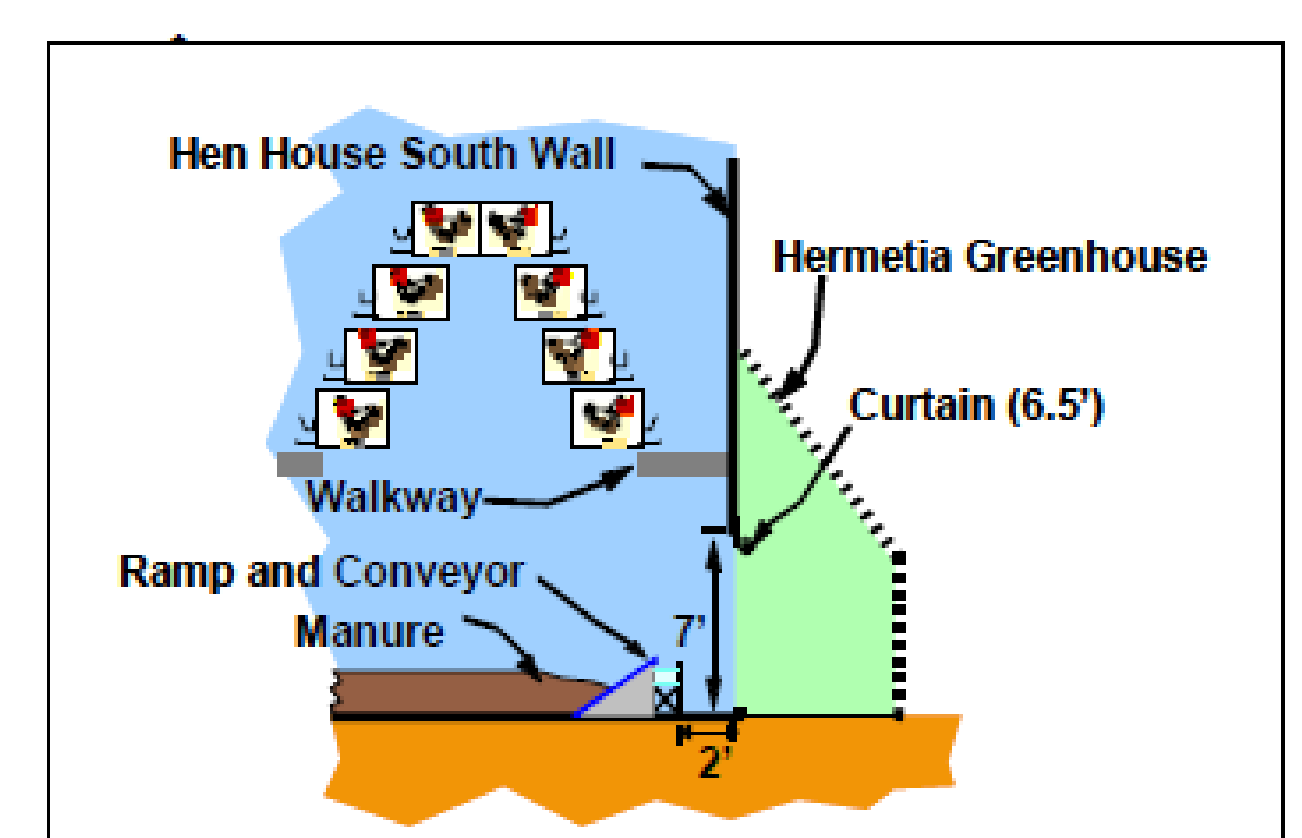 Hen House South Wall
Hermetia Greenhouse
Curtain (6.5’)
Walkway
Ramp and Conveyor
Manure
7’
2’